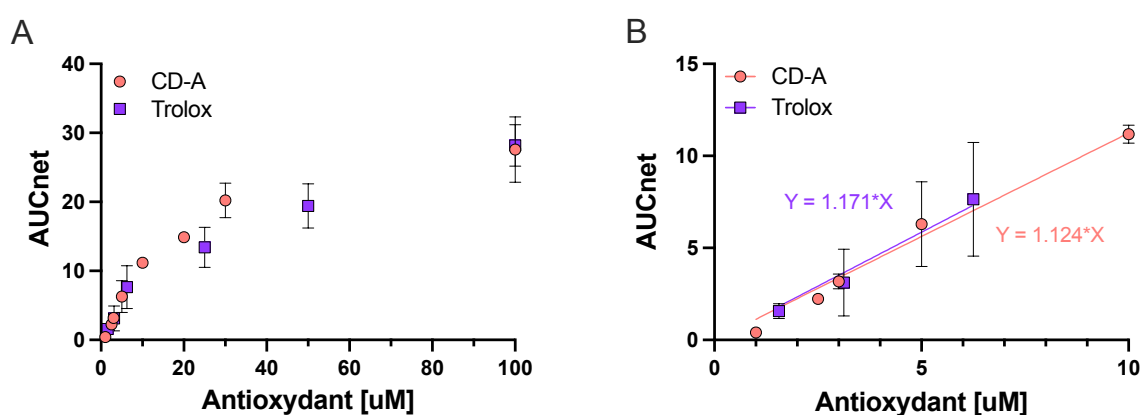 A
CD-A
Trolox
AUCnet
40
30
20
10
0
0 20 40 60 80 100
Antioxydant [uM]
B
CD-A
Trolox
AUCnet
15
10
5
0
Y = 1.171*X
Y = 1.124*X
0 5 10
Antioxydant [uM]